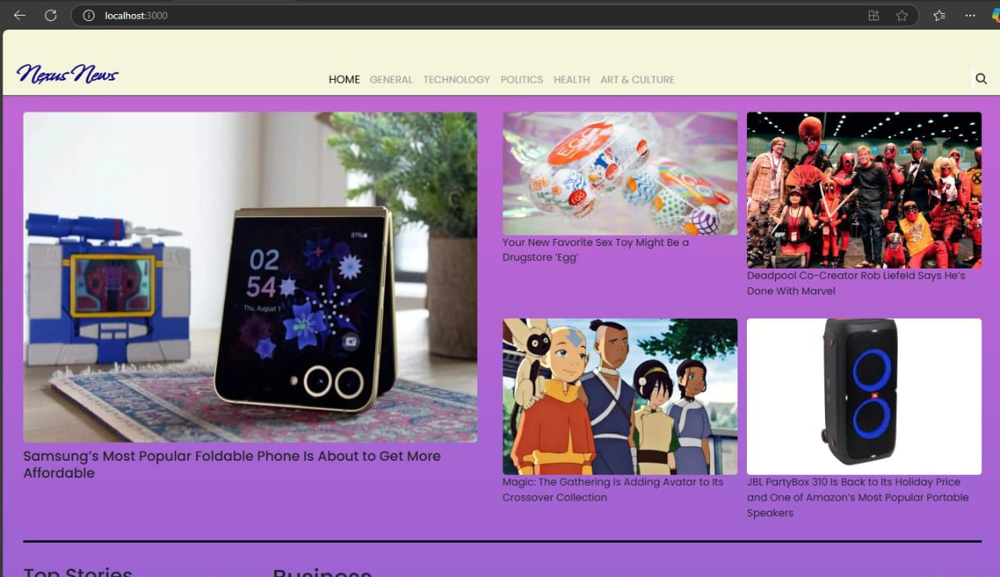 localhost:3000
Nexus News
HOME GENERAL TECHNOLOGY POLITICS HEALTH ART & CULTURE
81%
02
54
Thu, August 1
Samsung’s Most Popular Foldable Phone Is About to Get More
Affordable
EGG
EGG
Your New Favorite Sex Toy Might Be a
Drugstore ‘Egg’
Deadpool Co-Creator Rob Liefeld Says He’s
Done With Marvel
Magic: The Gathering Is Adding Avatar to Its
Crossover Collection
JBL PartyBox 310 Is Back to Its Holiday Price
and One of Amazon’s Most Popular Portable
Speakers
Top Stories
Business